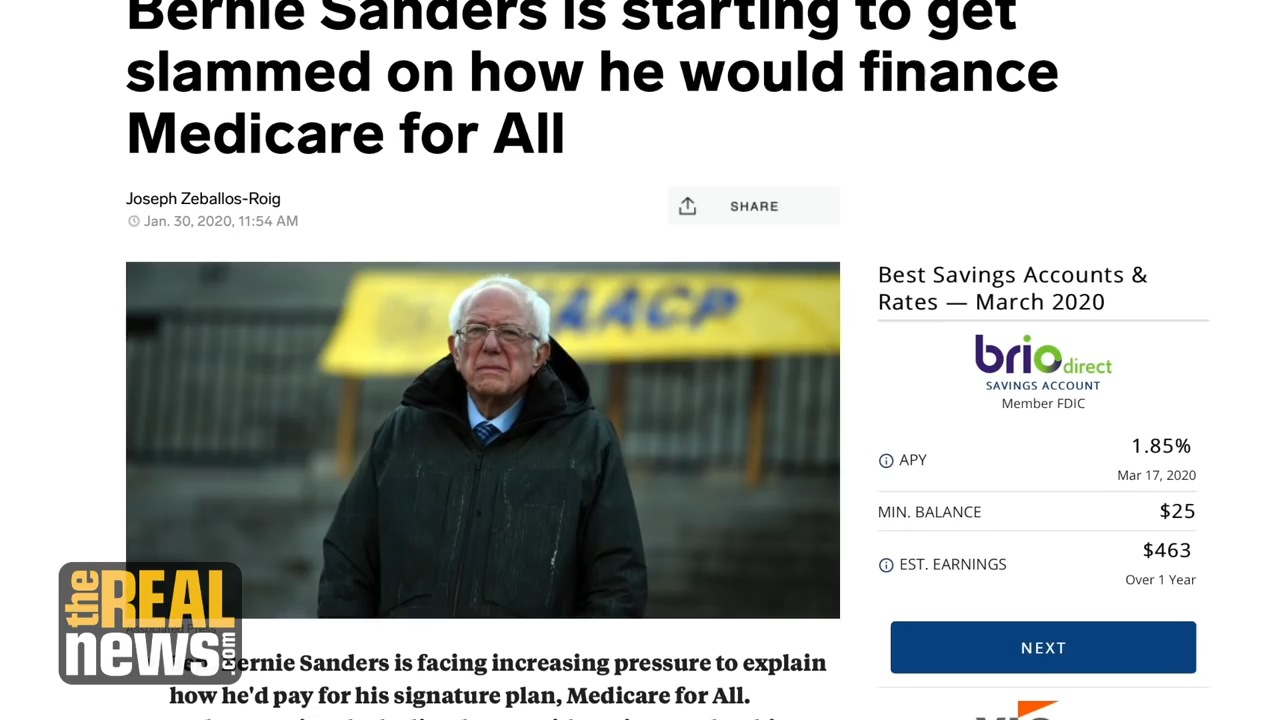 Bernie Sanders is starting to get
slammed on how he would finance
Medicare for All
Joseph Zeballos-Roig
Jan. 30, 2020, 11:54 AM
SHARE
NAACP
Best Savings Accounts &
Rates — March 2020
brio direct
SAVINGS ACCOUNT
Member FDIC
APY
1.85%
Mar 17, 2020
MIN. BALANCE
$25
EST. EARNINGS
$463
Over 1 Year
NEXT
the REAL
news.com
Bernie Sanders is facing increasing pressure to explain
how he'd pay for his signature plan, Medicare for All.